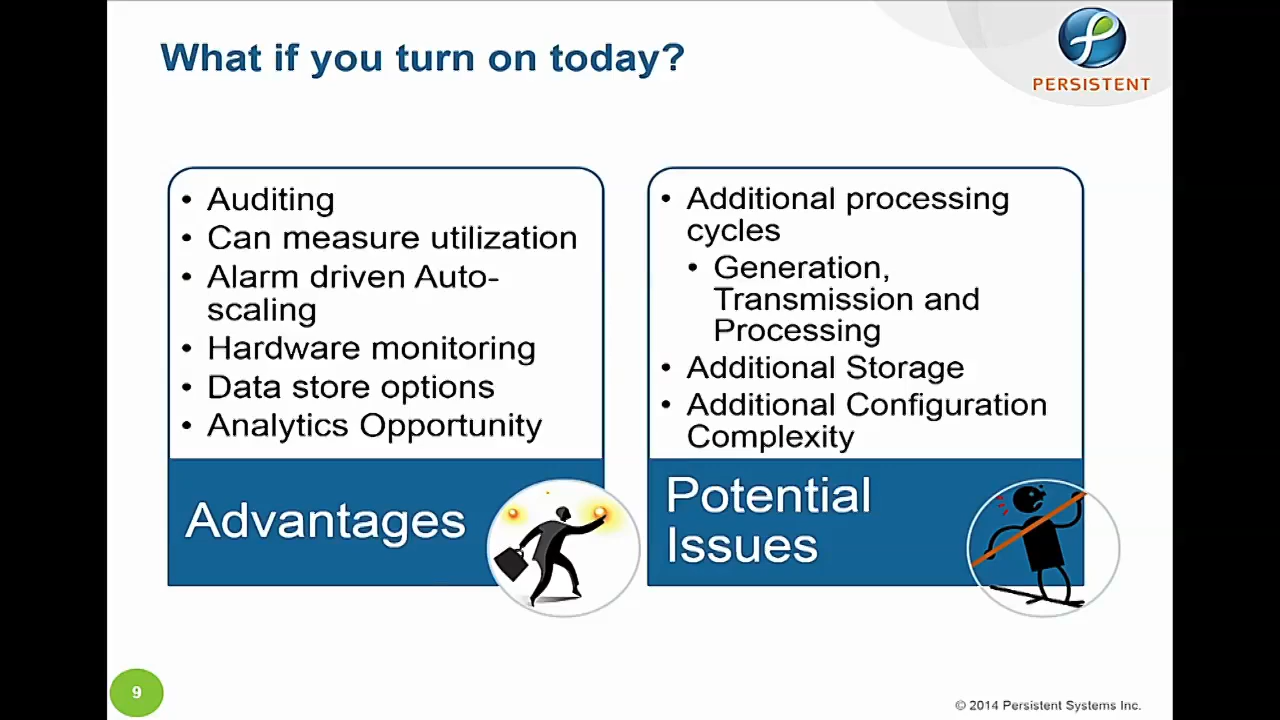 What if you turn on today?
PERSISTENT
• Auditing
• Can measure utilization
• Alarm driven Auto-
scaling
• Hardware monitoring
• Data store options
• Analytics Opportunity
Advantages
• Additional processing
cycles
• Generation,
Transmission and
Processing
• Additional Storage
• Additional Configuration
Complexity
Potential
Issues
9
© 2014 Persistent Systems Inc.